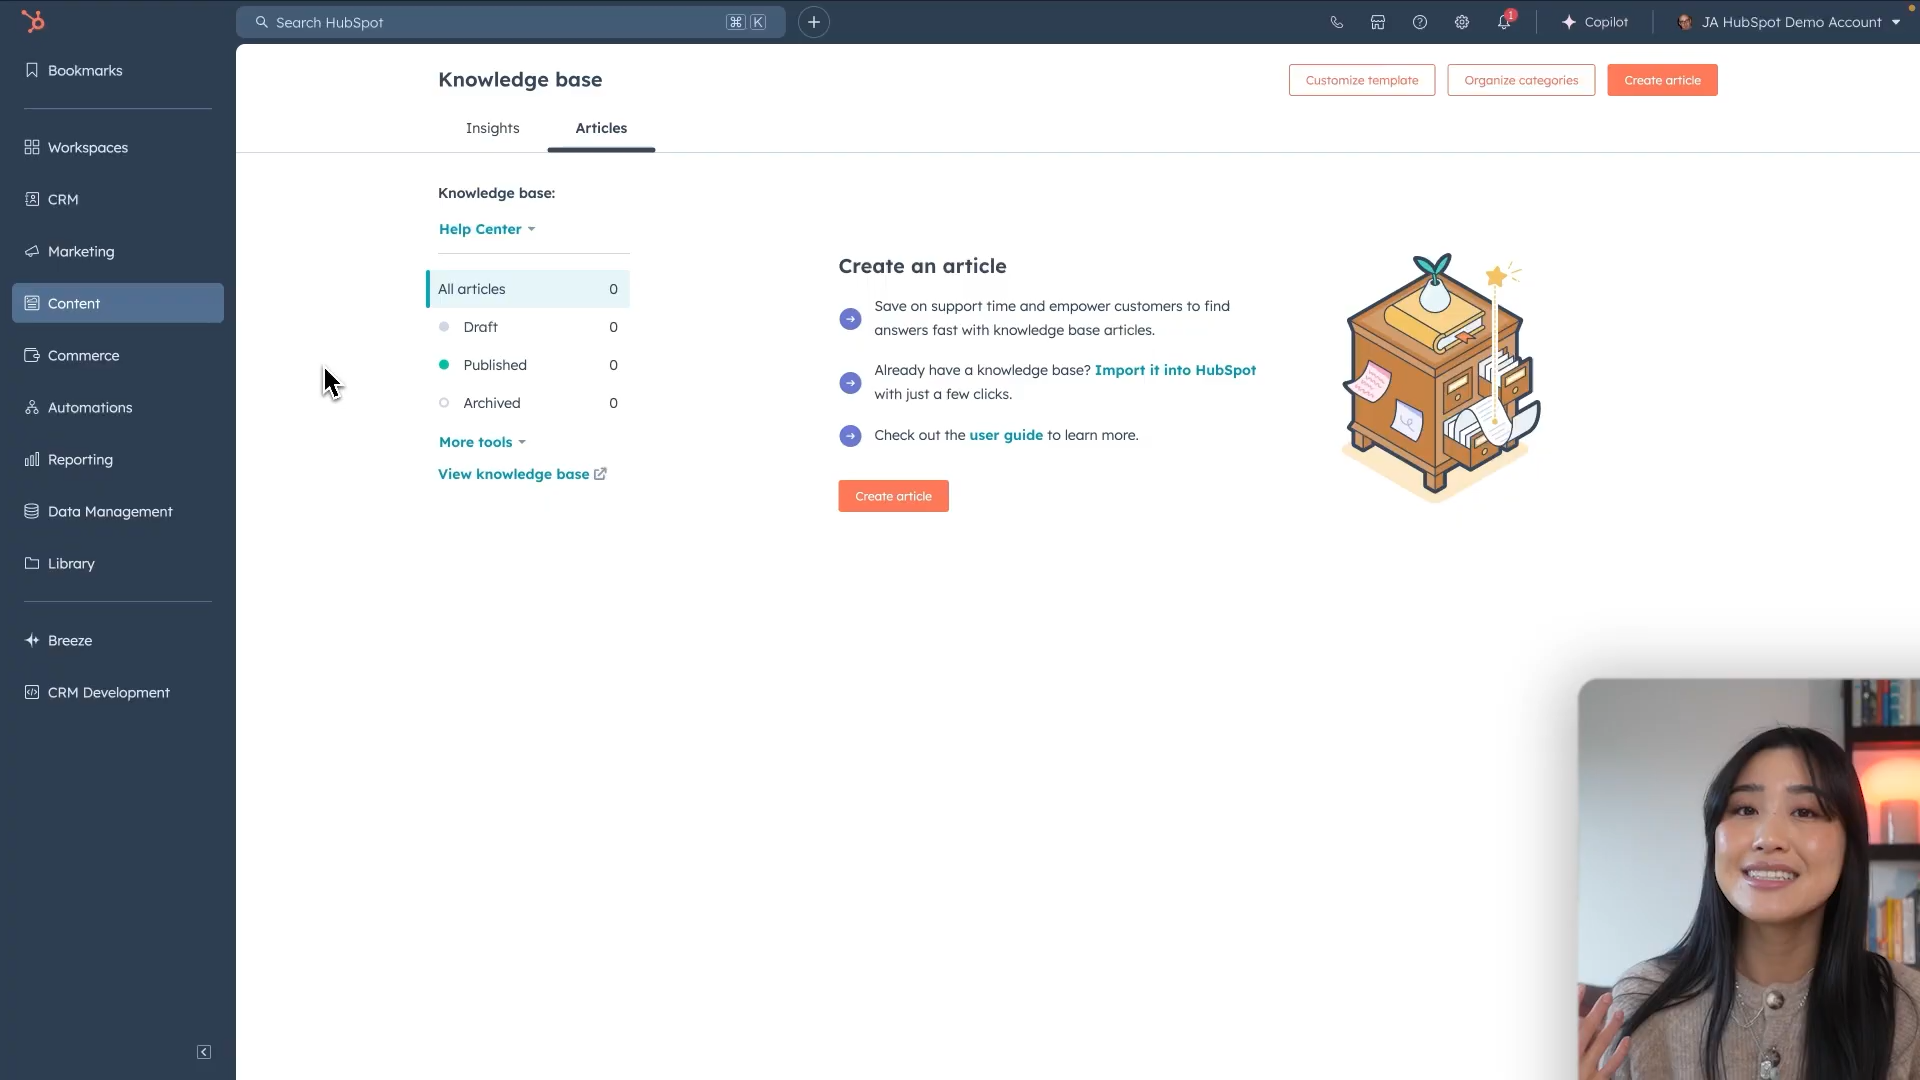 Search HubSpot
⌘ K
1
Copilot
JA HubSpot Demo Account
Bookmarks
Workspaces
CRM
Marketing
Content
Commerce
Automations
Reporting
Data Management
Library
Breeze
CRM Development
Knowledge base
Customize template
Organize categories
Create article
Insights
Articles
Knowledge base:
Help Center
All articles 0
Draft 0
Published 0
Archived 0
More tools
View knowledge base
Create an article
Save on support time and empower customers to find
answers fast with knowledge base articles.
Already have a knowledge base? Import it into HubSpot
with just a few clicks.
Check out the user guide to learn more.
Create article